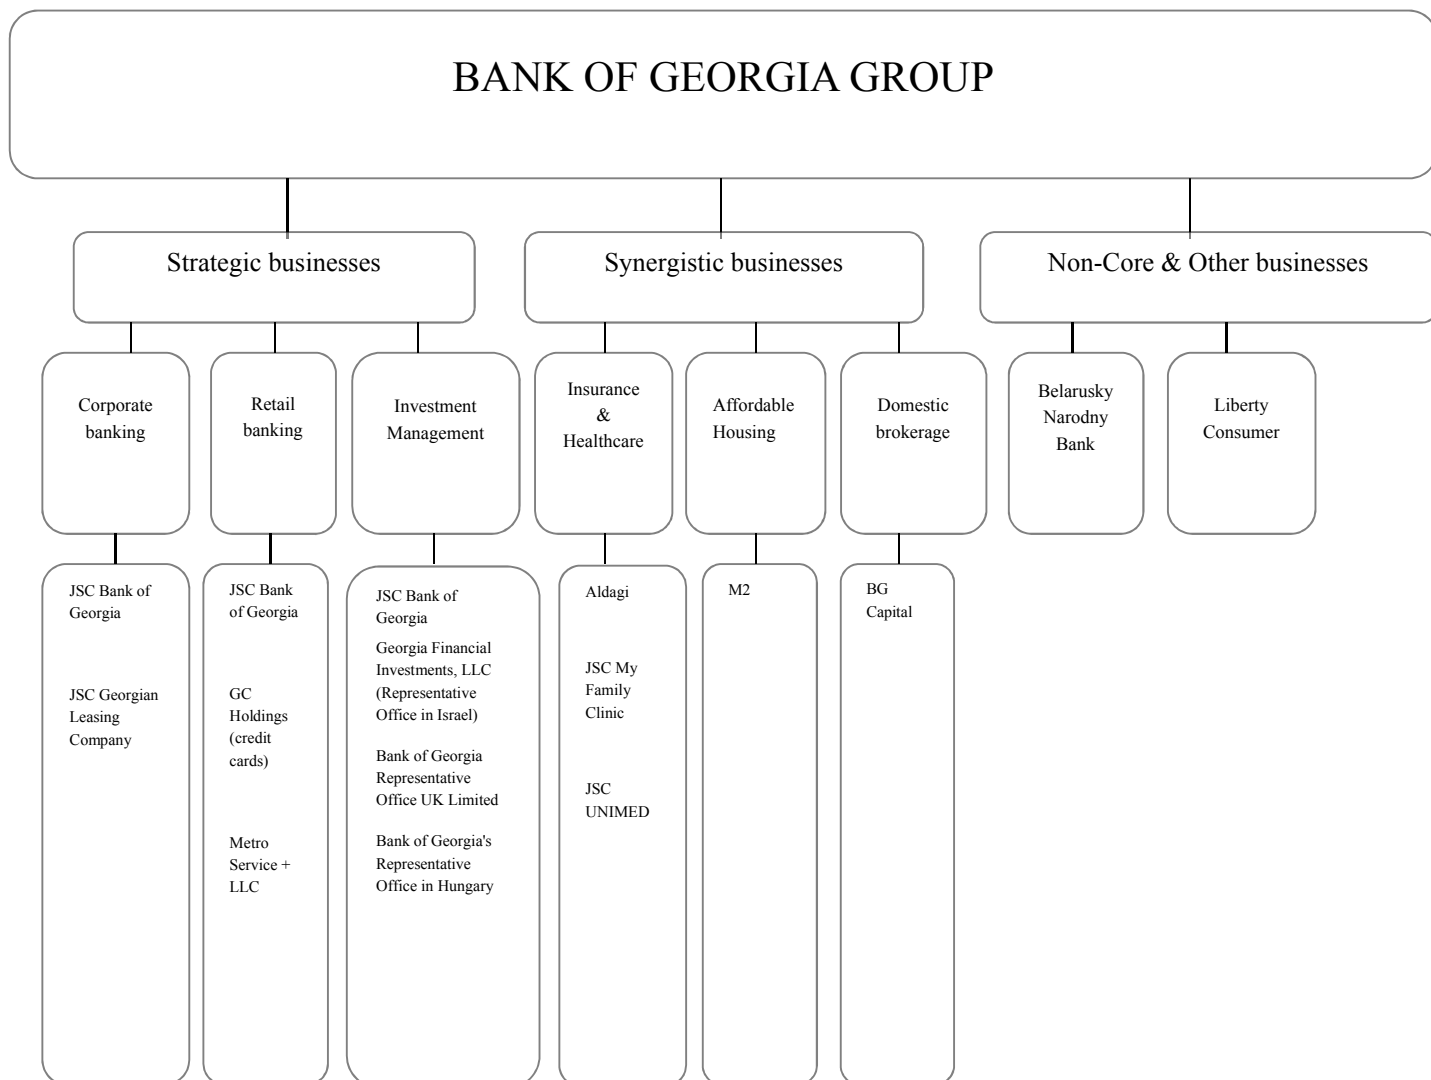 BANK OF GEORGIA GROUP
Strategic businesses
Synergistic businesses
Non-Core & Other businesses
Corporate
banking
Retail
banking
Investment
Management
Insurance
&
Healthcare
Affordable
Housing
Domestic
brokerage
Belarusky
Narodny
Bank
Liberty
Consumer
JSC Bank of
Georgia
JSC Georgian
Leasing
Company
JSC Bank
of Georgia
GC
Holdings
(credit
cards)
Metro
Service +
LLC
JSC Bank of
Georgia
Georgia Financial
Investments, LLC
(Representative
Office in Israel)
Bank of Georgia
Representative
Office UK Limited
Bank of Georgia's
Representative
Office in Hungary
Aldagi
JSC My
Family
Clinic
JSC
UNIMED
M2
BG
Capital